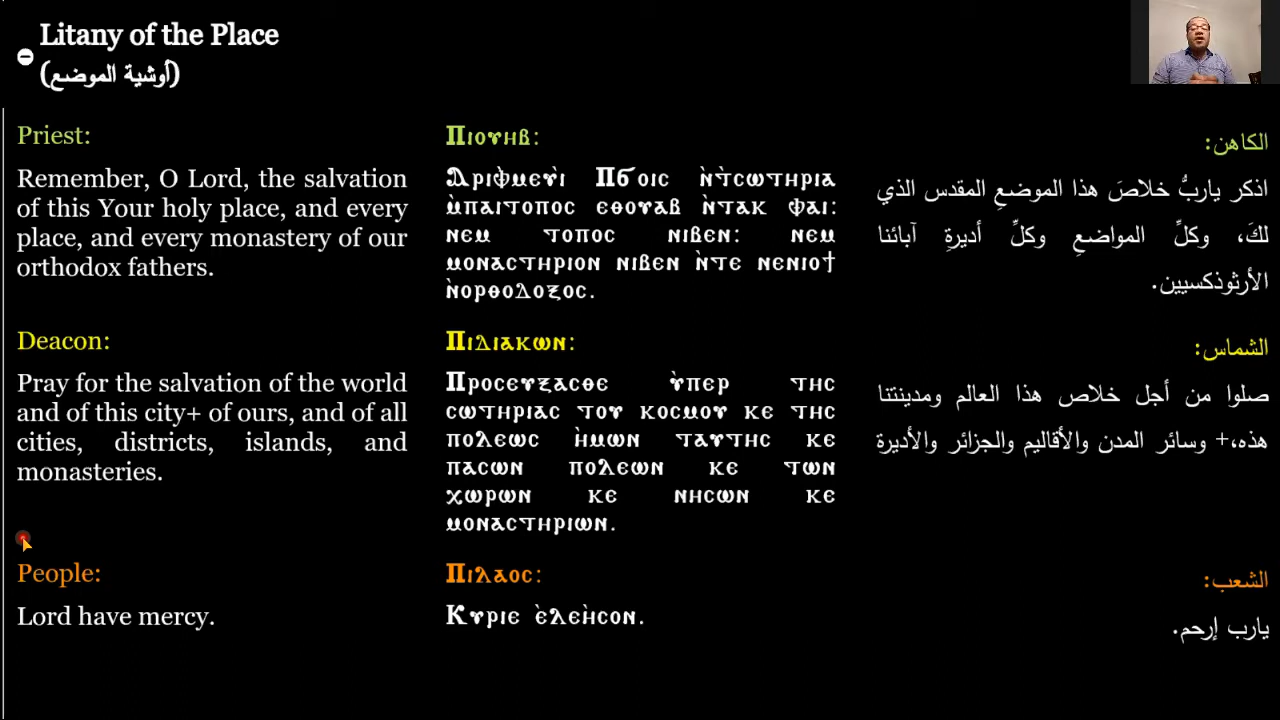 Litany of the Place
(أوشية الموضع)
Priest:
Remember, O Lord, the salvation
of this Your holy place, and every
place, and every monastery of our
orthodox fathers.
Ⲡⲓⲟⲩⲏⲃ:
Ⲁⲣⲓⲫ̀ⲙⲉⲩⲓ̀ Ⲡϭⲟⲓⲥ ⲛ̀ⲧ̀ⲥⲱⲧⲏⲣⲓⲁ
ⲙ̀ⲡⲁⲓⲧⲟⲡⲟⲥ ⲉⲑⲟⲩⲁⲃ ⲛ̀ⲧⲁⲕ ⲫⲁⲓ:
ⲛⲉⲙ ⲧⲟⲡⲟⲥ ⲛⲓⲃⲉⲛ: ⲛⲉⲙ
ⲙⲟⲛⲁⲥⲧⲏⲣⲓⲟⲛ ⲛⲓⲃⲉⲛ ⲛ̀ⲧⲉ ⲛⲉⲛⲓⲟϯ
ⲛ̀ⲟⲣⲑⲟⲇⲟⲝⲟⲥ.
الكاهن:
اذكر ياربُّ خلاصَ هذا الموضعِ المقدس الذي
لكَ، وكلِّ المواضعِ وكلِّ أديرةِ آبائنا
الأرثوذكسيين.
Deacon:
Pray for the salvation of the world
and of this city+ of ours, and of all
cities, districts, islands, and
monasteries.
Ⲡⲓⲇⲓⲁⲕⲱⲛ:
Ⲡⲣⲟⲥⲉⲩⲝⲁⲥⲑⲉ ⲩ̀ⲡⲉⲣ ⲧⲏⲥ
ⲥⲱⲧⲏⲣⲓⲁⲥ ⲧⲟⲩ ⲕⲟⲥⲙⲟⲩ ⲕⲉ ⲧⲏⲥ
ⲡⲟⲗⲉⲱⲥ ⲏ̀ⲙⲱⲛ ⲧⲁⲩⲧⲏⲥ ⲕⲉ
ⲡⲁⲥⲱⲛ ⲡⲟⲗⲉⲱⲛ ⲕⲉ ⲧⲱⲛ
ⲭⲱⲣⲱⲛ ⲕⲉ ⲛⲏⲥⲱⲛ ⲕⲉ
ⲙⲟⲛⲁⲥⲧⲏⲣⲓⲱⲛ.
الشماس:
صلوا من أجل خلاص هذا العالم ومدينتنا
هذه،+ وسائر المدن والأقاليم والجزائر والأديرة
People:
Lord have mercy.
Ⲡⲓⲗⲁⲟⲥ:
Ⲕⲩⲣⲓⲉ ⲉ̀ⲗⲉⲏ̀ⲥⲟⲛ.
الشعب:
يارب إرحم.